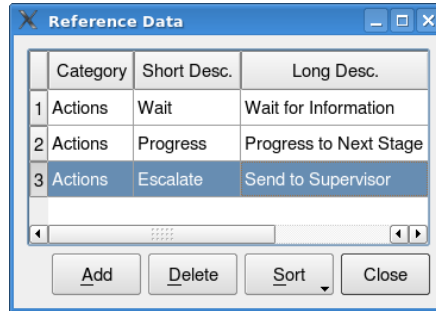 Reference Data
Category Short Desc. Long Desc.
1 Actions Wait Wait for Information
2 Actions Progress Progress to Next Stage
3 Actions Escalate Send to Supervisor
Add Delete Sort Close